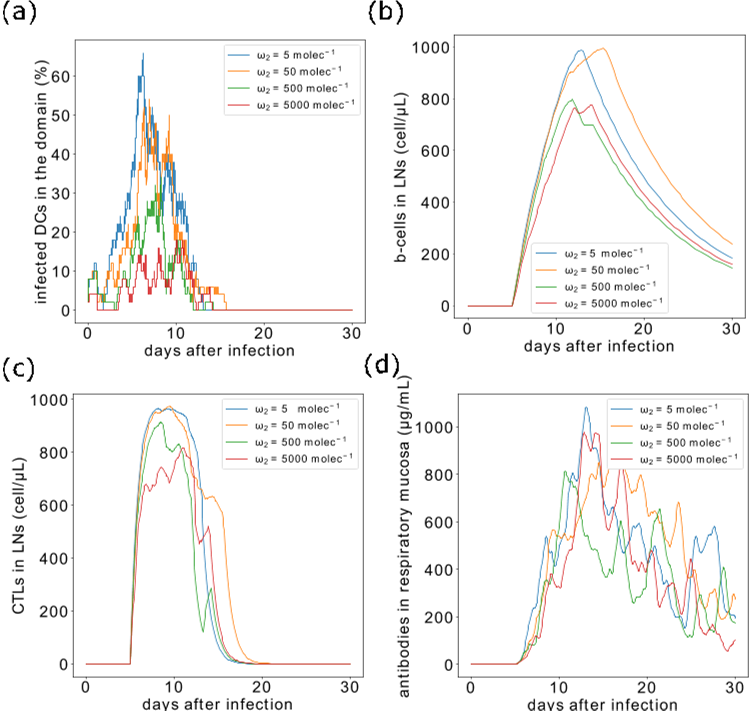 (a)
infected DCs in the domain (%)
60
50
40
30
20
10
0
ω₂ = 5 molec⁻¹
ω₂ = 50 molec⁻¹
ω₂ = 500 molec⁻¹
ω₂ = 5000 molec⁻¹
0 10 20 30
days after infection
(b)
b-cells in LNs (cell/μL)
1000
800
600
400
200
0
ω₂ = 5 molec⁻¹
ω₂ = 50 molec⁻¹
ω₂ = 500 molec⁻¹
ω₂ = 5000 molec⁻¹
0 10 20 30
days after infection
(c)
CTLs in LNs (cell/μL)
1000
800
600
400
200
0
ω₂ = 5 molec⁻¹
ω₂ = 50 molec⁻¹
ω₂ = 500 molec⁻¹
ω₂ = 5000 molec⁻¹
0 10 20 30
days after infection
(d)
antibodies in respiratory mucosa (μg/mL)
1000
800
600
400
200
0
ω₂ = 5 molec⁻¹
ω₂ = 50 molec⁻¹
ω₂ = 500 molec⁻¹
ω₂ = 5000 molec⁻¹
0 10 20 30
days after infection